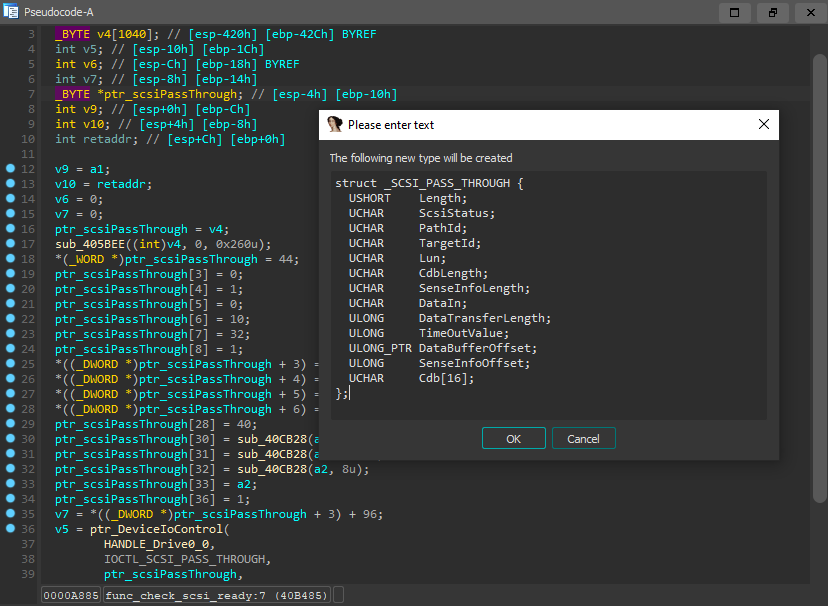 Pseudocode-A
3 _BYTE v4[1040]; // [esp-420h] [ebp-42Ch] BYREF
4 int v5; // [esp-10h] [ebp-1Ch]
5 int v6; // [esp-Ch] [ebp-18h] BYREF
6 int v7; // [esp-8h] [ebp-14h]
7 _BYTE *ptr_scsiPassThrough; // [esp-4h] [ebp-10h]
8 int v9; // [esp+0h] [ebp-Ch]
9 int v10; // [esp+4h] [ebp-8h]
10 int retaddr; // [esp+Ch] [ebp+0h]
11
12 v9 = a1;
13 v10 = retaddr;
14 v6 = 0;
15 v7 = 0;
16 ptr_scsiPassThrough = v4;
17 sub_405BEE((int)v4, 0, 0x260u);
18 *(_WORD *)ptr_scsiPassThrough = 44;
19 ptr_scsiPassThrough[3] = 0;
20 ptr_scsiPassThrough[4] = 1;
21 ptr_scsiPassThrough[5] = 0;
22 ptr_scsiPassThrough[6] = 10;
23 ptr_scsiPassThrough[7] = 32;
24 ptr_scsiPassThrough[8] = 1;
25 *((_DWORD *)ptr_scsiPassThrough + 3) =
26 *((_DWORD *)ptr_scsiPassThrough + 4) =
27 *((_DWORD *)ptr_scsiPassThrough + 5) =
28 *((_DWORD *)ptr_scsiPassThrough + 6) =
29 ptr_scsiPassThrough[28] = 40;
30 ptr_scsiPassThrough[30] = sub_40CB28(a
31 ptr_scsiPassThrough[31] = sub_40CB28(a
32 ptr_scsiPassThrough[32] = sub_40CB28(a2, 8u);
33 ptr_scsiPassThrough[33] = a2;
34 ptr_scsiPassThrough[36] = 1;
35 v7 = *((_DWORD *)ptr_scsiPassThrough + 3) + 96;
36 v5 = ptr_DeviceIoControl(
37 HANDLE_Drive0_0,
38 IOCTL_SCSI_PASS_THROUGH,
39 ptr_scsiPassThrough,
0000A885 func_check_scsi_ready:7 (40B485)
Please enter text
The following new type will be created
struct _SCSI_PASS_THROUGH {
USHORT Length;
UCHAR ScsiStatus;
UCHAR PathId;
UCHAR TargetId;
UCHAR Lun;
UCHAR CdbLength;
UCHAR SenseInfoLength;
UCHAR DataIn;
ULONG DataTransferLength;
ULONG TimeOutValue;
ULONG_PTR DataBufferOffset;
ULONG SenseInfoOffset;
UCHAR Cdb[16];
};
OK Cancel